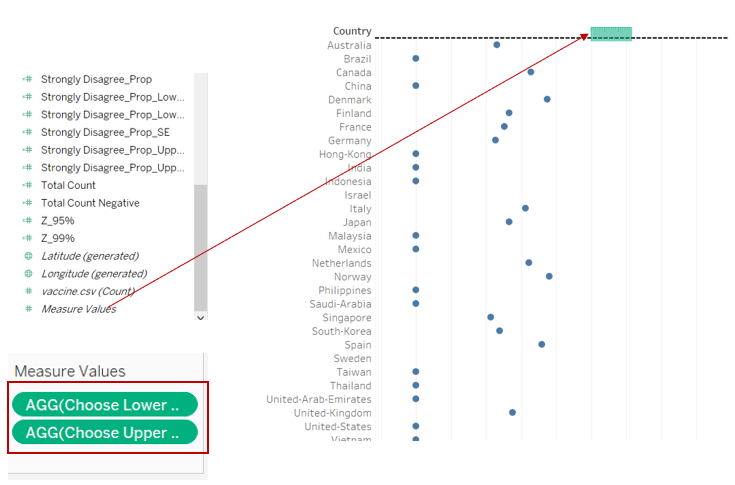 Strongly Disagree_Prop
Strongly Disagree_Prop_Low...
Strongly Disagree_Prop_Low...
Strongly Disagree_Prop_SE
Strongly Disagree_Prop_Upp...
Strongly Disagree_Prop_Upp...
Total Count
Total Count Negative
Z_95%
Z_99%
Latitude (generated)
Longitude (generated)
vaccine.csv (Count)
Measure Values
Measure Values
AGG(Choose Lower ..
AGG(Choose Upper ..
Country
Australia
Brazil
Canada
China
Denmark
Finland
France
Germany
Hong-Kong
India
Indonesia
Israel
Italy
Japan
Malaysia
Mexico
Netherlands
Norway
Philippines
Saudi-Arabia
Singapore
South-Korea
Spain
Sweden
Taiwan
Thailand
United-Arab-Emirates
United-Kingdom
United-States
Vietnam